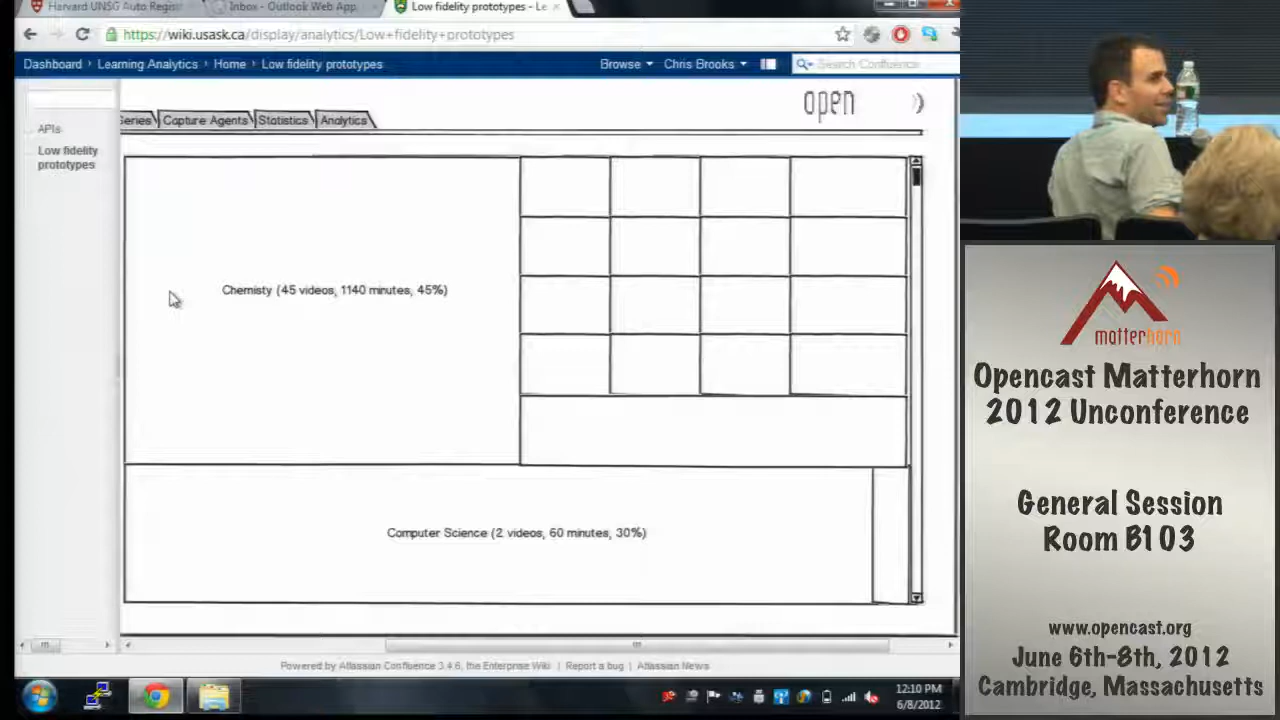 Harvard UNSG Auto Regist
Inbox - Outlook Web App
Low fidelity prototypes - Le
https://wiki.usask.ca/display/analytics/Low+fidelity+prototypes
Dashboard > Learning Analytics > Home > Low fidelity prototypes
Browse
Chris Brooks
Search Confluence
APIs
Low fidelity
prototypes
Series
Capture Agents
Statistics
Analytics
open
Chemisty (45 videos, 1140 minutes, 45%)
Computer Science (2 videos, 60 minutes, 30%)
Powered by Atlassian Confluence 3.4.6, the Enterprise Wiki | Report a bug | Atlassian News
12:10 PM
6/8/2012
matterhorn
Opencast Matterhorn
2012 Unconference
General Session
Room B103
www.opencast.org
June 6th-8th, 2012
Cambridge, Massachusetts